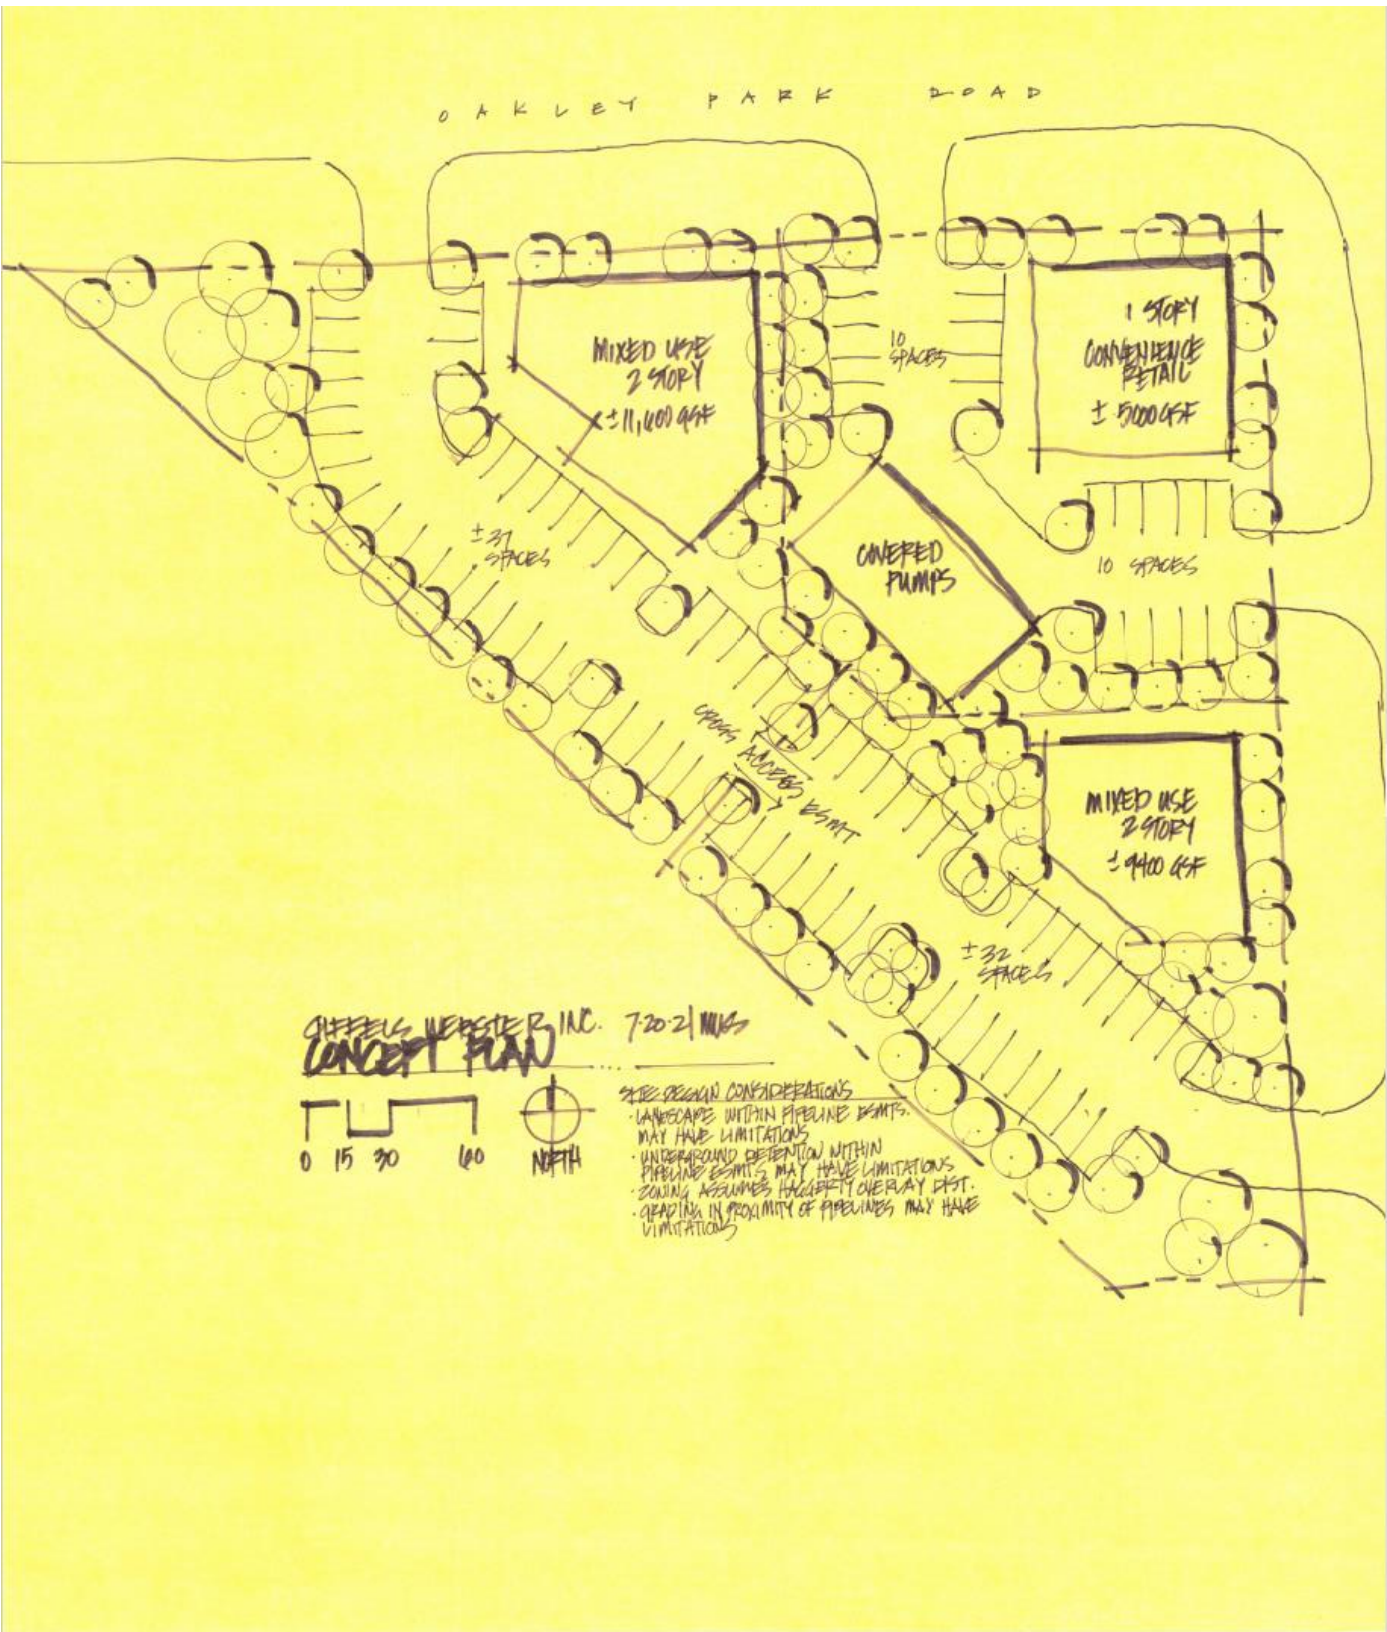 OAKLEY PARK ROAD
1 STORY
CONVENIENCE
RETAIL
± 5000 GSF
MIXED USE
2 STORY
±11,600 GSF
10
SPACES
±37
SPACES
COVERED
PUMPS
10 SPACES
CROSS
ACCESS
ESMT
MIXED USE
2 STORY
±9400 GSF
±32
SPACES
GIFFELS WEBSTER INC. 7·20·21
CONCEPT PLAN
0 15 30 60 NORTH
SITE DESIGN CONSIDERATIONS
· LANDSCAPE WITHIN PIPELINE ESMTS.
MAY HAVE LIMITATIONS
· UNDERGROUND DETENTION WITHIN
PIPELINE ESMTS MAY HAVE LIMITATIONS
· ZONING ASSUMES HAGGERTY OVERLAY DIST.
· GRADING IN PROXIMITY OF PIPELINES MAY HAVE
LIMITATIONS